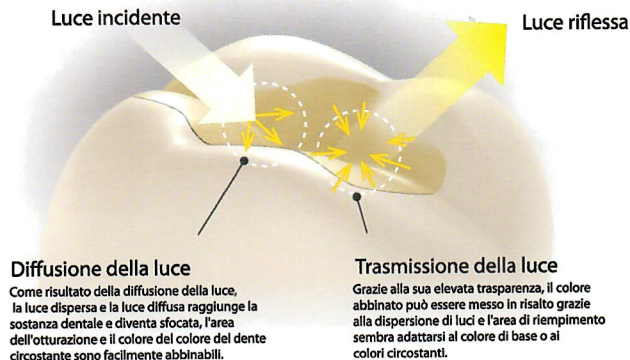 Luce incidente
Luce riflessa
Diffusione della luce
Come risultato della diffusione della luce,
la luce dispersa e la luce diffusa raggiunge la
sostanza dentale e diventa sfocata, l'area
dell'otturazione e il colore del colore del dente
circostante sono facilmente abbinabili.
Trasmissione della luce
Grazie alla sua elevata trasparenza, il colore
abbinato può essere messo in risalto grazie
alla dispersione di luci e l'area di riempimento
sembra adattarsi al colore di base o ai
colori circostanti.